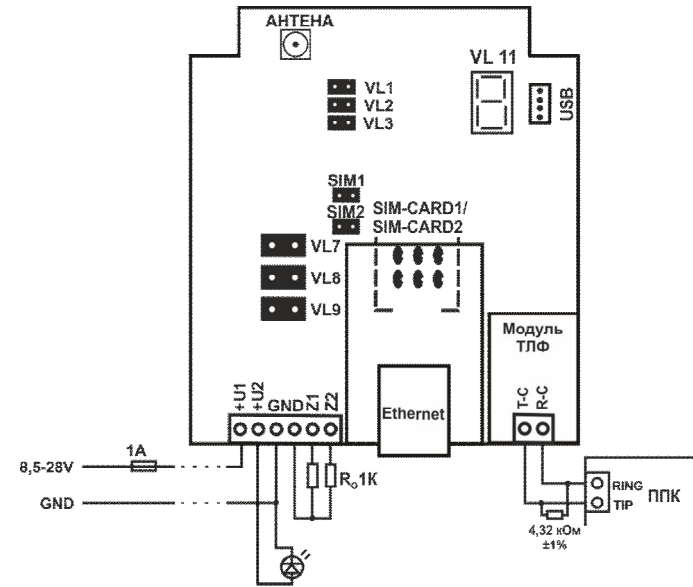 АНТЕНА
VL 11
USB
VL1
VL2
VL3
SIM1
SIM2
SIM-CARD1/
SIM-CARD2
VL7
VL8
VL9
Модуль
ТЛФ
+U1
+U2
GND
Z1
Z2
Ethernet
T-C
R-C
1A
8,5-28V
GND
Ro1K
RING
TIP
ППК
4,32 кОм
±1%